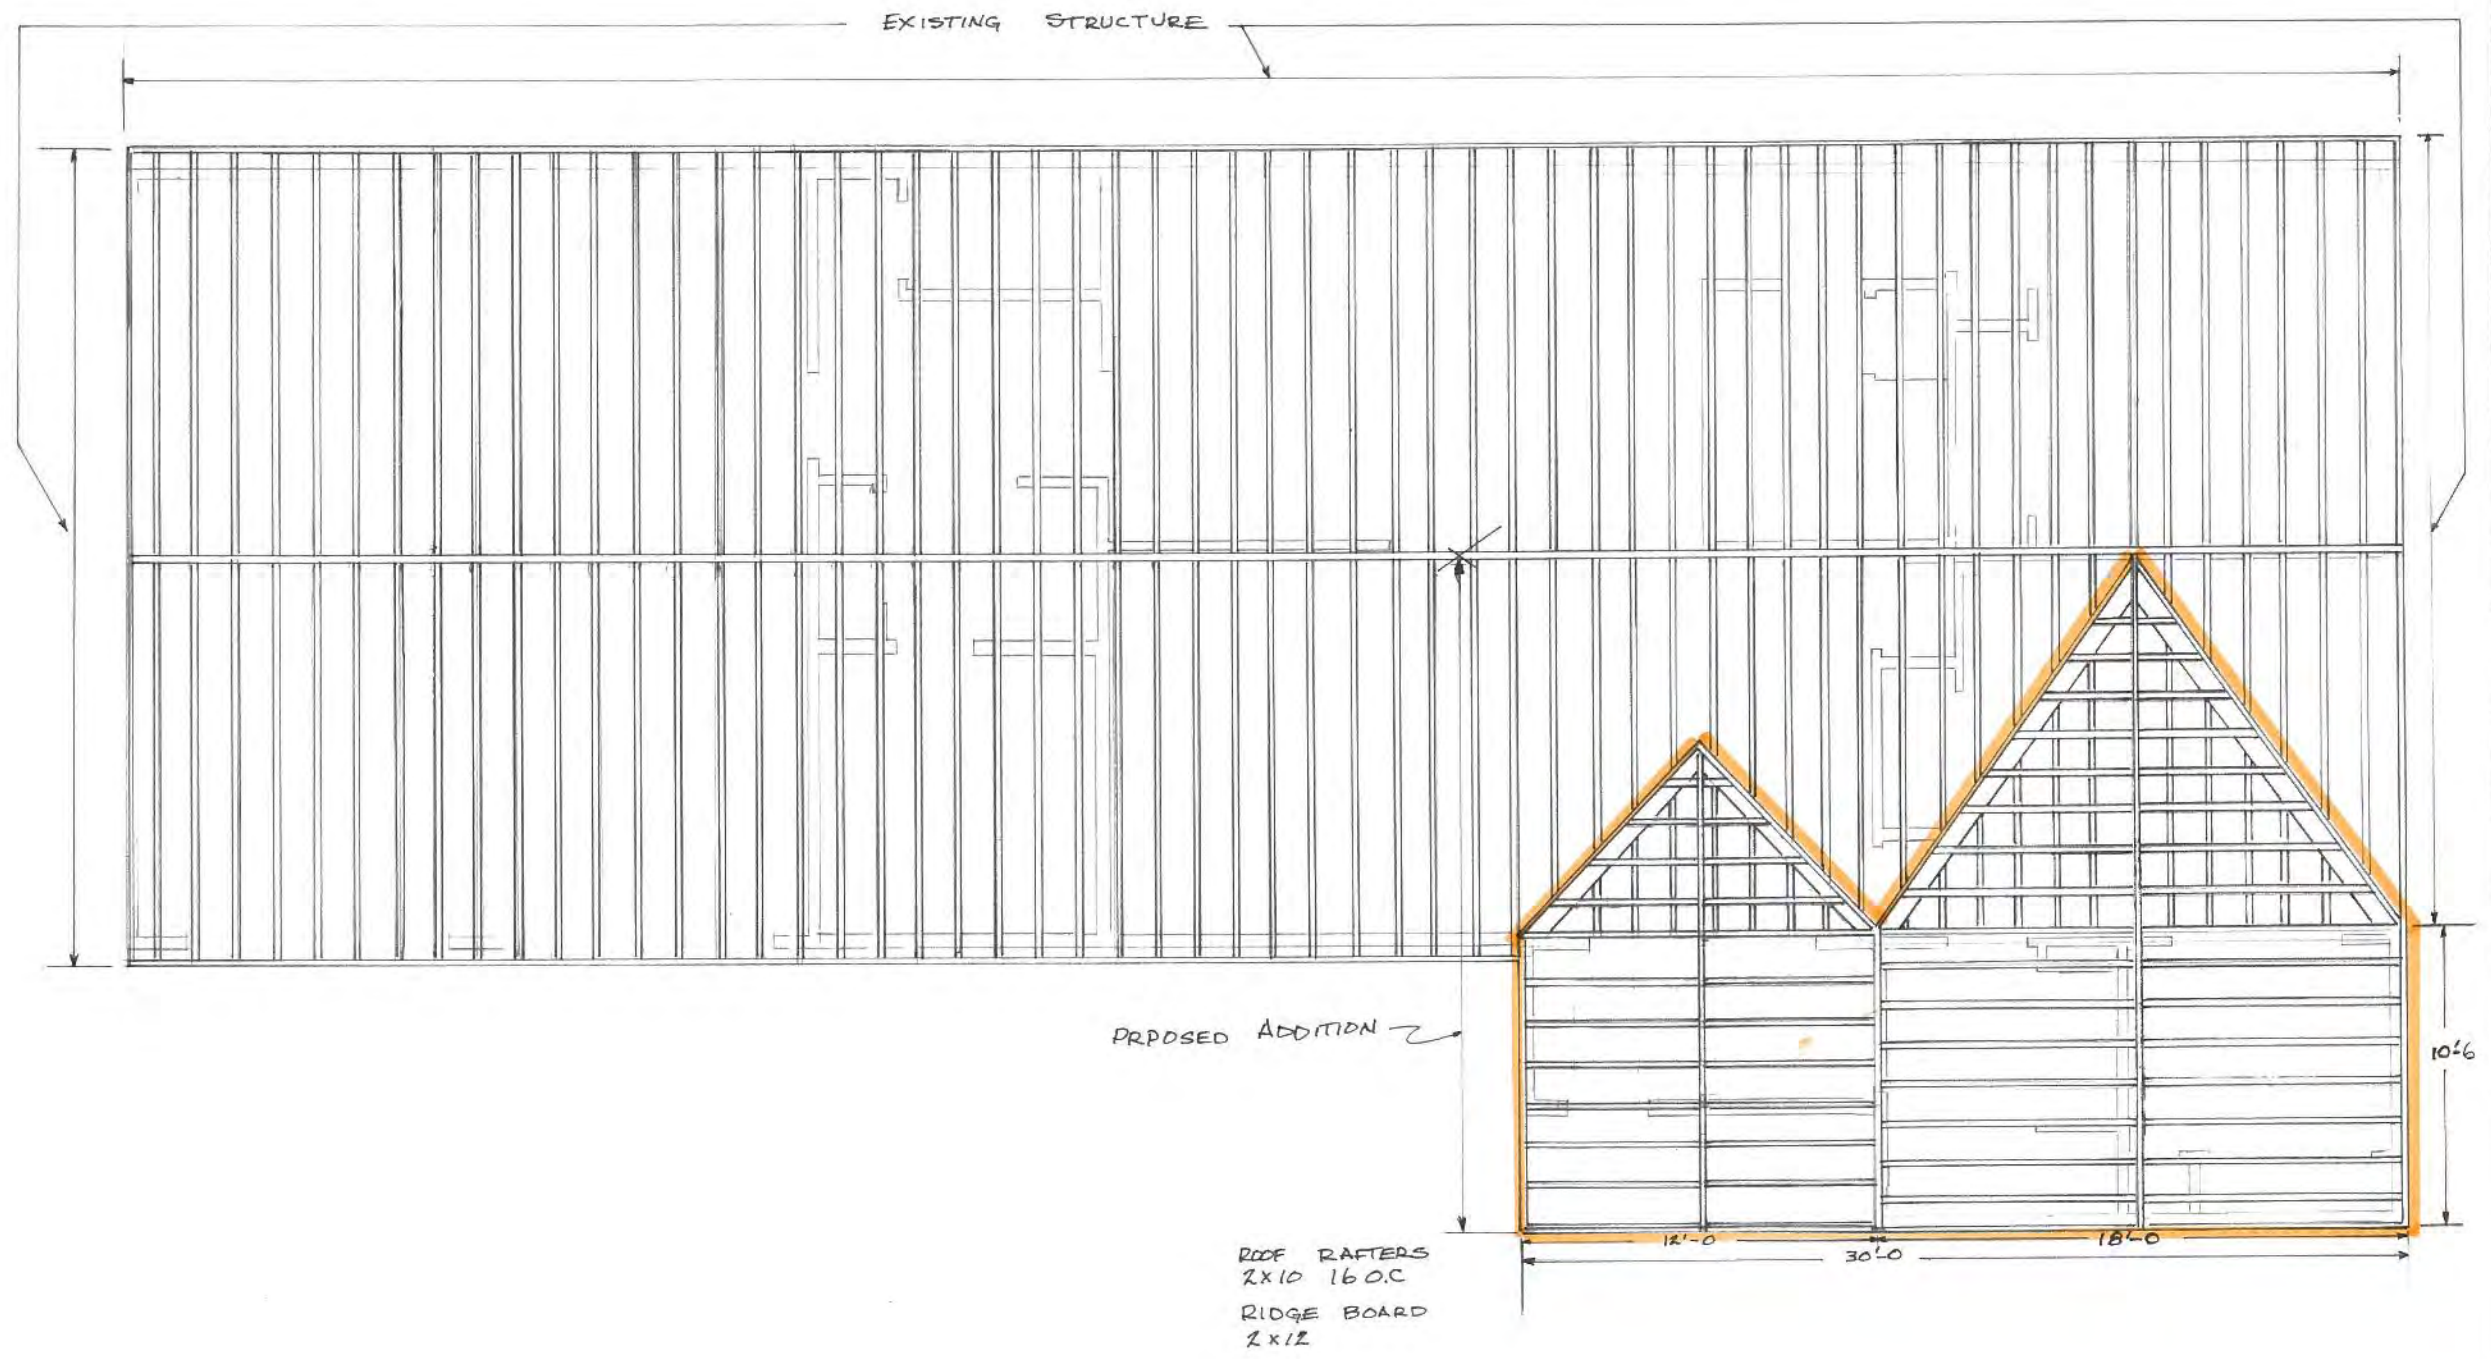 EXISTING STRUCTURE
PRPOSED ADDITION
10'-6
12'-0
18'-0
30'-0
ROOF RAFTERS
2X10 16 O.C
RIDGE BOARD
2X12